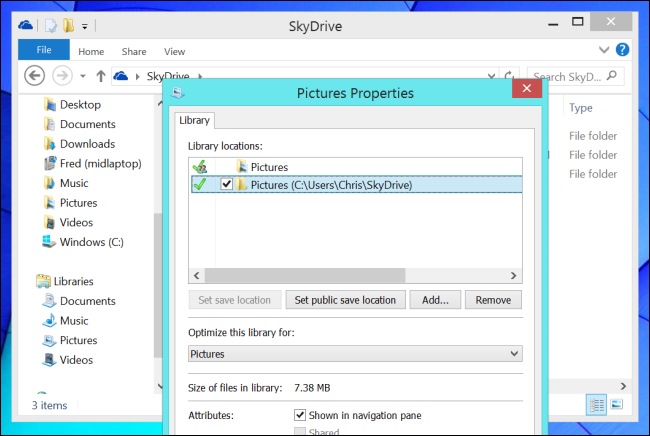 SkyDrive
File Home Share View
SkyDrive
Search SkyD...
Desktop
Documents
Downloads
Fred (midlaptop)
Music
Pictures
Videos
Windows (C:)
Libraries
Documents
Music
Pictures
Videos
3 items
Type
File folder
File folder
File folder
Pictures Properties
Library
Library locations:
Pictures
Pictures (C:\Users\Chris\SkyDrive)
Set save location Set public save location Add... Remove
Optimize this library for:
Pictures
Size of files in library: 7.38 MB
Attributes: Shown in navigation pane
Shared